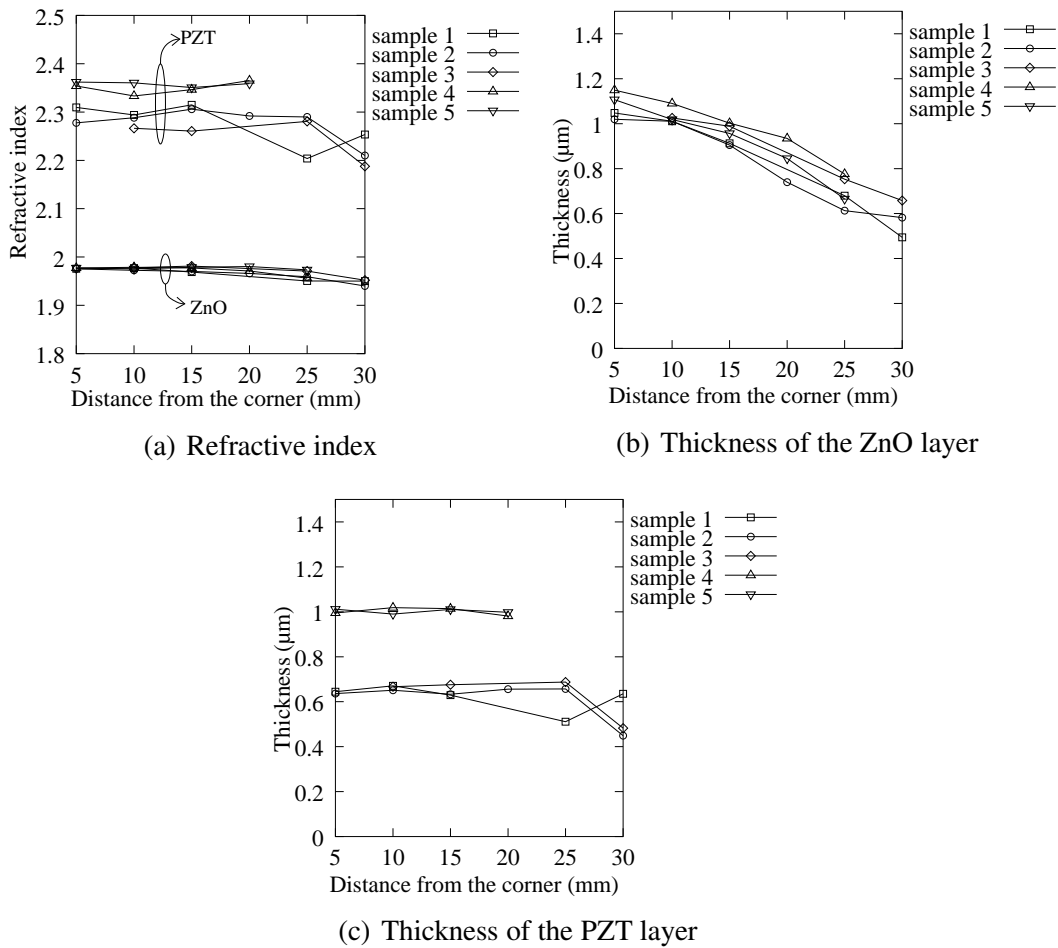 2.5
2.4
2.3
2.2
2.1
2
1.9
1.8
Refractive index
PZT
ZnO
sample 1
sample 2
sample 3
sample 4
sample 5
5 10 15 20 25 30
Distance from the corner (mm)
(a) Refractive index
1.4
1.2
1
0.8
0.6
0.4
0.2
0
Thickness (μm)
sample 1
sample 2
sample 3
sample 4
sample 5
5 10 15 20 25 30
Distance from the corner (mm)
(b) Thickness of the ZnO layer
1.4
1.2
1
0.8
0.6
0.4
0.2
0
Thickness (μm)
sample 1
sample 2
sample 3
sample 4
sample 5
5 10 15 20 25 30
Distance from the corner (mm)
(c) Thickness of the PZT layer